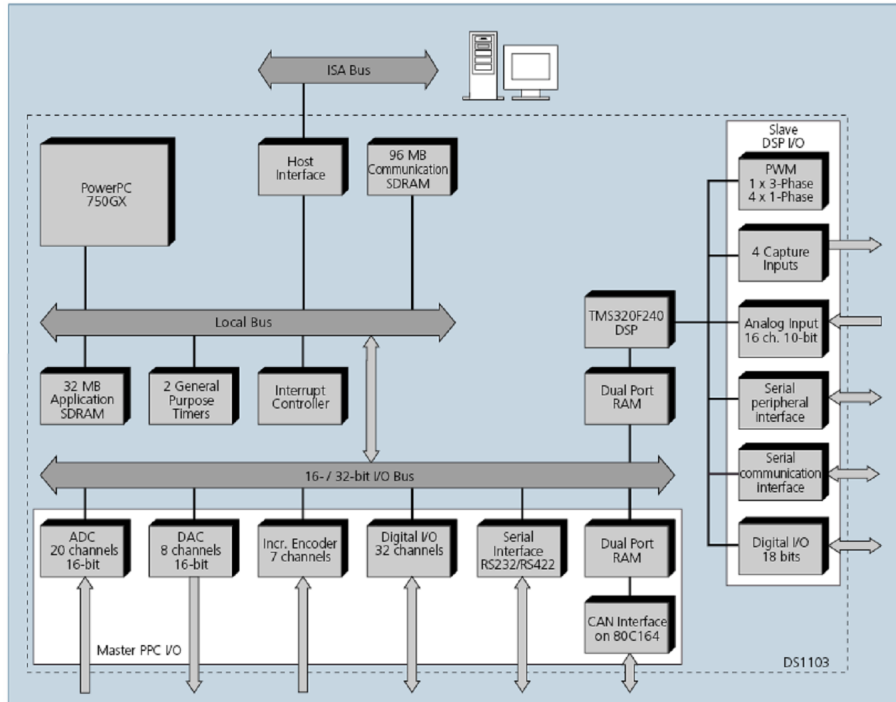 ISA Bus
PowerPC
750GX
Host
Interface
96 MB
Communication
SDRAM
Slave
DSP I/O
PWM
1 x 3-Phase
4 x 1-Phase
4 Capture
Inputs
Local Bus
TMS320F240
DSP
Analog Input
16 ch. 10-bit
32 MB
Application
SDRAM
2 General
Purpose
Timers
Interrupt
Controller
Dual Port
RAM
Serial
peripheral
interface
16- / 32-bit I/O Bus
Serial
communication
interface
ADC
20 channels
16-bit
DAC
8 channels
16-bit
Incr. Encoder
7 channels
Digital I/O
32 channels
Serial
Interface
RS232/RS422
Dual Port
RAM
Digital I/O
18 bits
CAN Interface
on 80C164
Master PPC I/O
DS1103